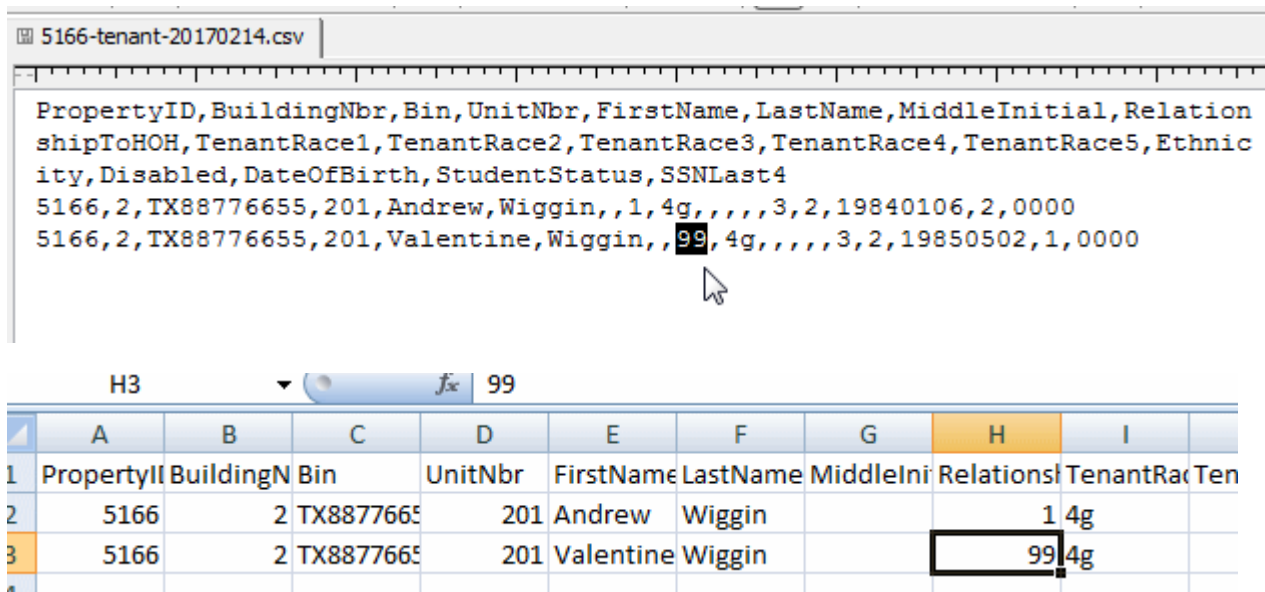 5166-tenant-20170214.csv
PropertyID,BuildingNbr,Bin,UnitNbr,FirstName,LastName,MiddleInitial,Relation
shipToHOH,TenantRace1,TenantRace2,TenantRace3,TenantRace4,TenantRace5,Ethnic
ity,Disabled,DateOfBirth,StudentStatus,SSNLast4
5166,2,TX88776655,201,Andrew,Wiggin,,1,4g,,,,,3,2,19840106,2,0000
5166,2,TX88776655,201,Valentine,Wiggin,,99,4g,,,,,3,2,19850502,1,0000
H3 fx 99
A B C D E F G H I
1 PropertyII BuildingN Bin UnitNbr FirstName LastName MiddleIni Relations TenantRac Ten
2 5166 2 TX8877665 201 Andrew Wiggin 1 4g
3 5166 2 TX8877665 201 Valentine Wiggin 99 4g